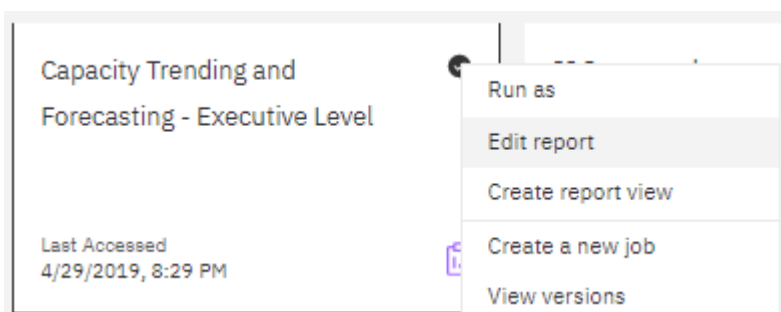 Capacity Trending and
Forecasting - Executive Level
Last Accessed
4/29/2019, 8:29 PM
Run as
Edit report
Create report view
Create a new job
View versions